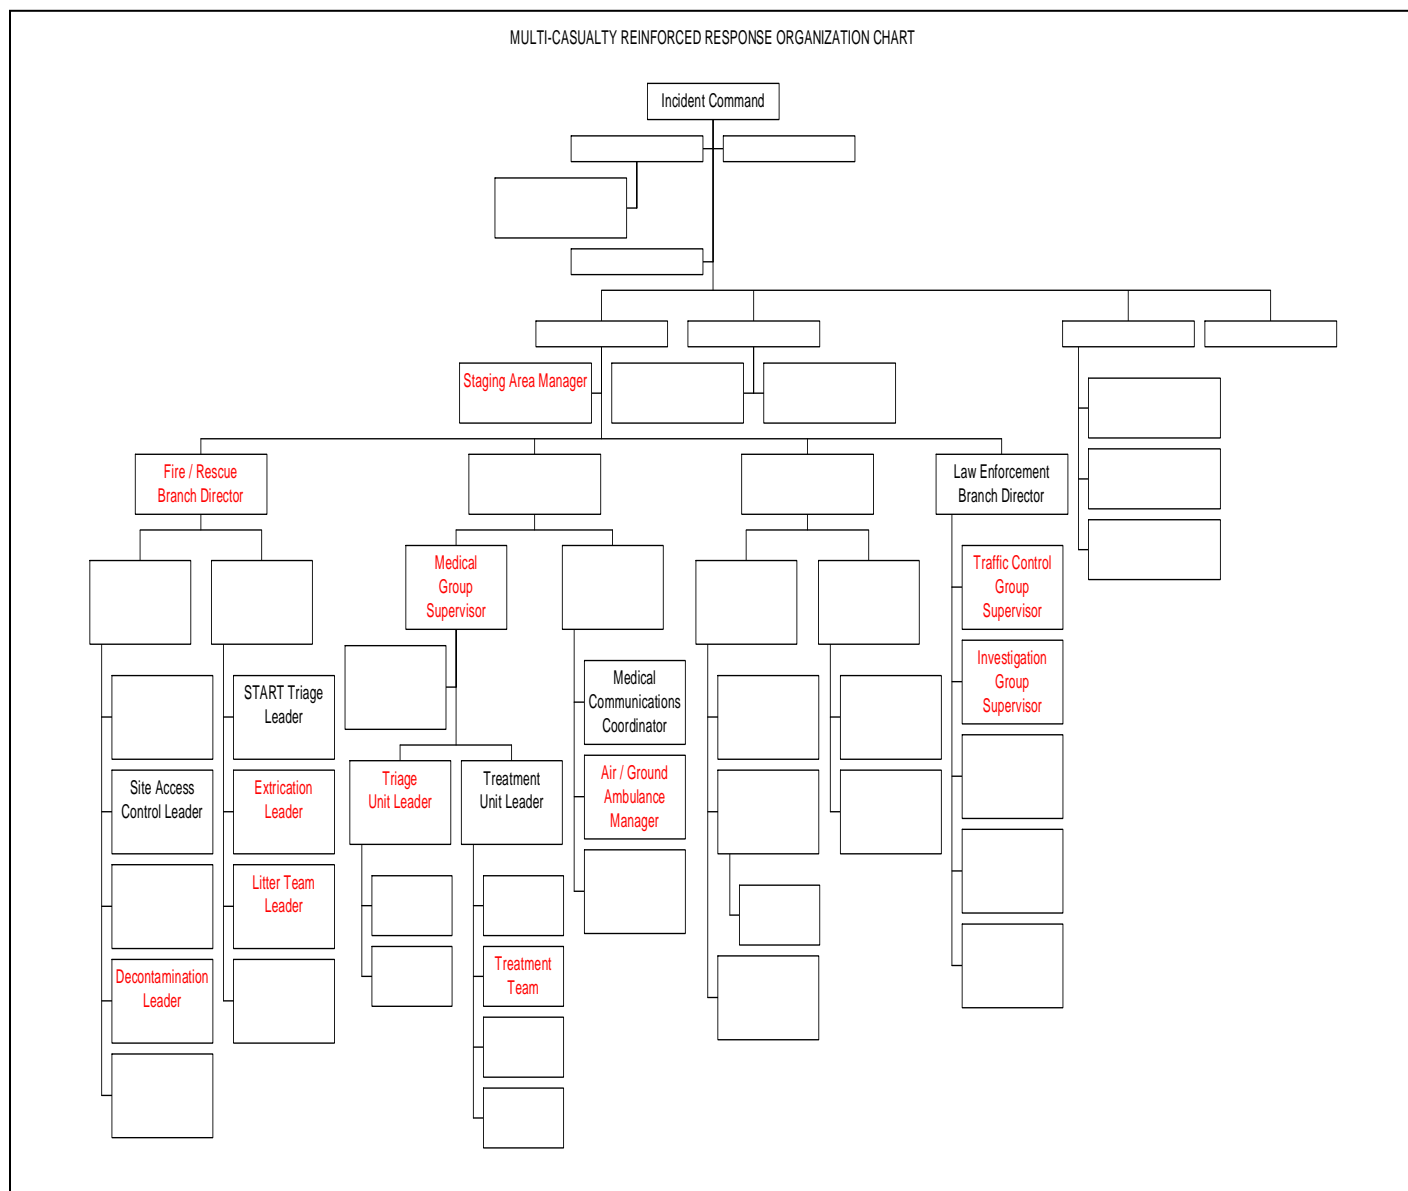 MULTI-CASUALTY REINFORCED RESPONSE ORGANIZATION CHART
Incident Command
Staging Area Manager
Fire / Rescue
Branch Director
Law Enforcement
Branch Director
Medical
Group
Supervisor
Traffic Control
Group
Supervisor
START Triage
Leader
Medical
Communications
Coordinator
Investigation
Group
Supervisor
Site Access
Control Leader
Extrication
Leader
Triage
Unit Leader
Treatment
Unit Leader
Air / Ground
Ambulance
Manager
Litter Team
Leader
Decontamination
Leader
Treatment
Team